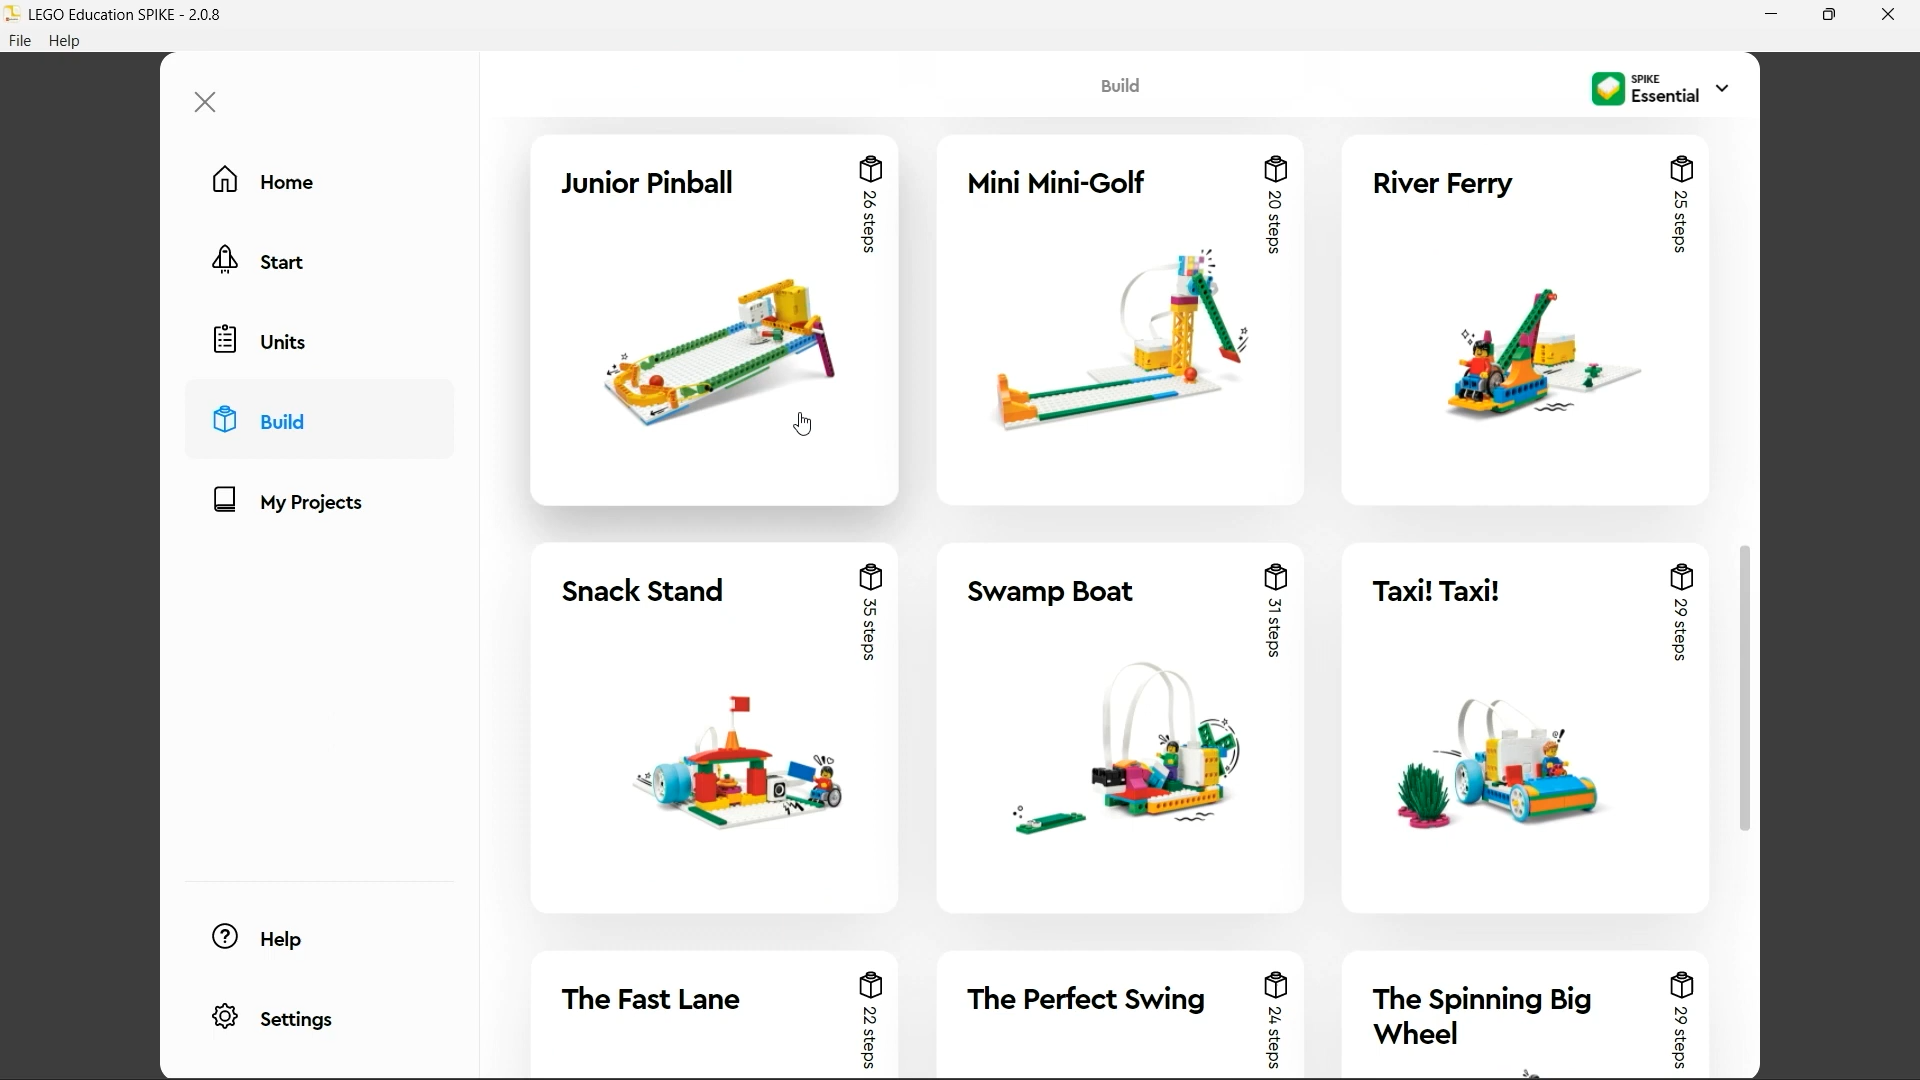 LEGO Education SPIKE - 2.0.8
File Help
Build
SPIKE
Essential
Home
Start
Units
Build
My Projects
Help
Settings
Junior Pinball
26 steps
Mini Mini-Golf
20 steps
River Ferry
25 steps
Snack Stand
35 steps
Swamp Boat
31 steps
Taxi! Taxi!
29 steps
The Fast Lane
22 steps
The Perfect Swing
24 steps
The Spinning Big
Wheel
29 steps